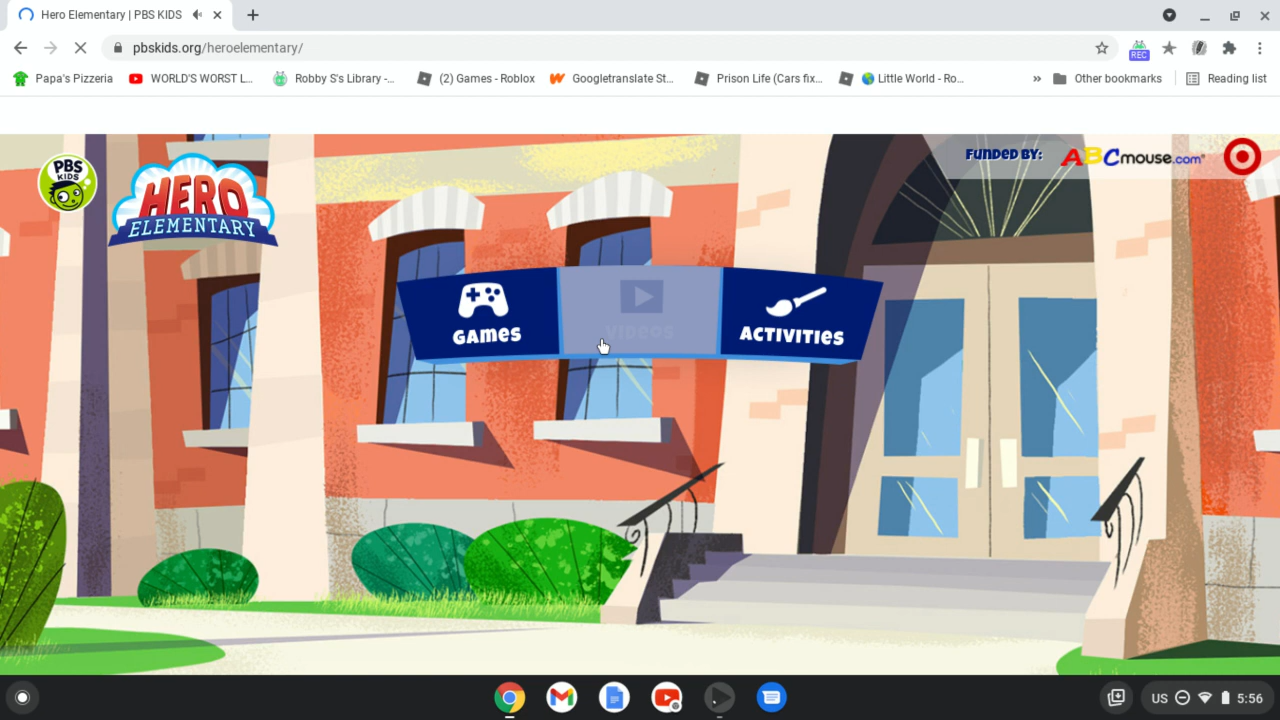 Hero Elementary | PBS KIDS
pbskids.org/heroelementary/
REC
Papa's Pizzeria
WORLD'S WORST L...
Robby S's Library -...
(2) Games - Roblox
Googletranslate St...
Prison Life (Cars fix...
Little World - Ro...
»
Other bookmarks
Reading list
PBS KIDS
HERO ELEMENTARY
FUNDED BY:
ABCmouse.com
GAMES
VIDEOS
ACTIVITIES
US
5:56